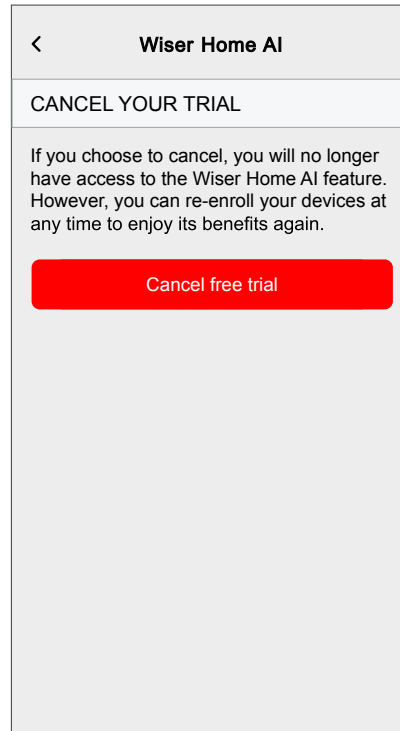 Wiser Home AI
CANCEL YOUR TRIAL
If you choose to cancel, you will no longer
have access to the Wiser Home AI feature.
However, you can re-enroll your devices at
any time to enjoy its benefits again.
Cancel free trial